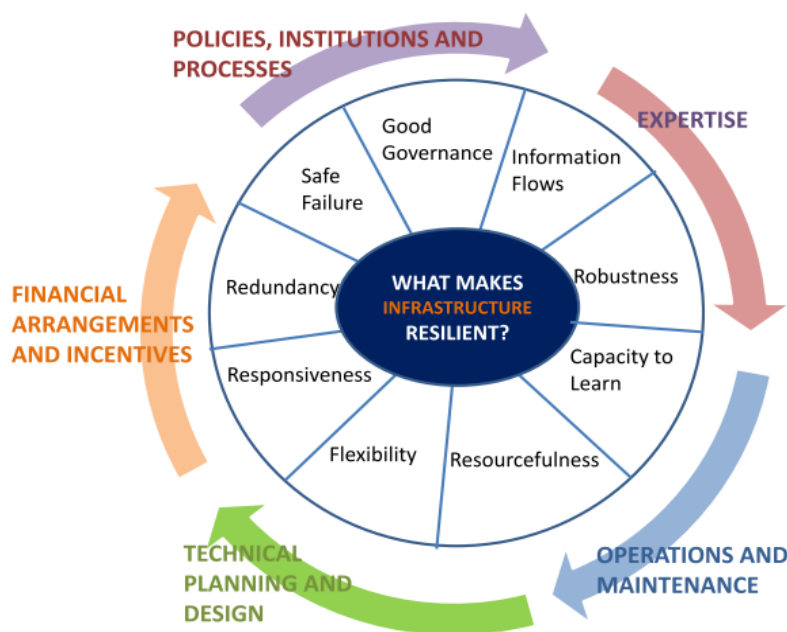 POLICIES, INSTITUTIONS AND
PROCESSES
EXPERTISE
Good
Governance
Information
Flows
Safe
Failure
Redundancy
WHAT MAKES
INFRASTRUCTURE
RESILIENT?
Robustness
FINANCIAL
ARRANGEMENTS
AND INCENTIVES
Responsiveness
Capacity to
Learn
Flexibility
Resourcefulness
TECHNICAL
PLANNING AND
DESIGN
OPERATIONS AND
MAINTENANCE